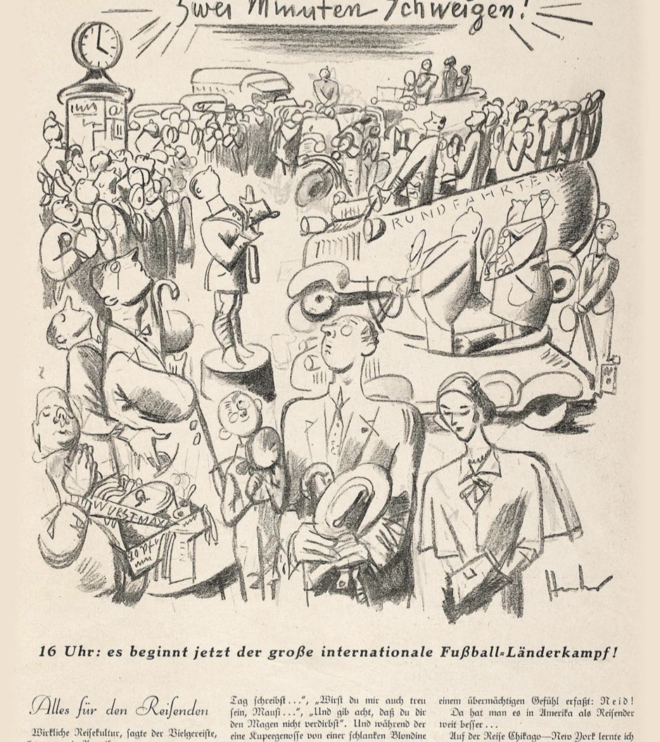 Zwei Minuten Schweigen!
RUNDFAHRTEN
WURSTMAX
20 Pf
16 Uhr: es beginnt jetzt der große internationale Fußball-Länderkampf!
Alles für den Reisenden
Wirkliche Reisekultur, sagte der Vielgereiste,
Tag schreibst...“, „Wirst du mir auch treu
sein, Mausi...“, „Und gib acht, daß du dir
den Magen nicht verdirbst“. Und während der
eine Kupeegenosse von einer schlanken Blondine
einem übermächtigen Gefühl erfaßt: Neid!
Da hat man es in Amerika als Reisender
weit besser...
Auf der Reise Chikago—New York lernte ich